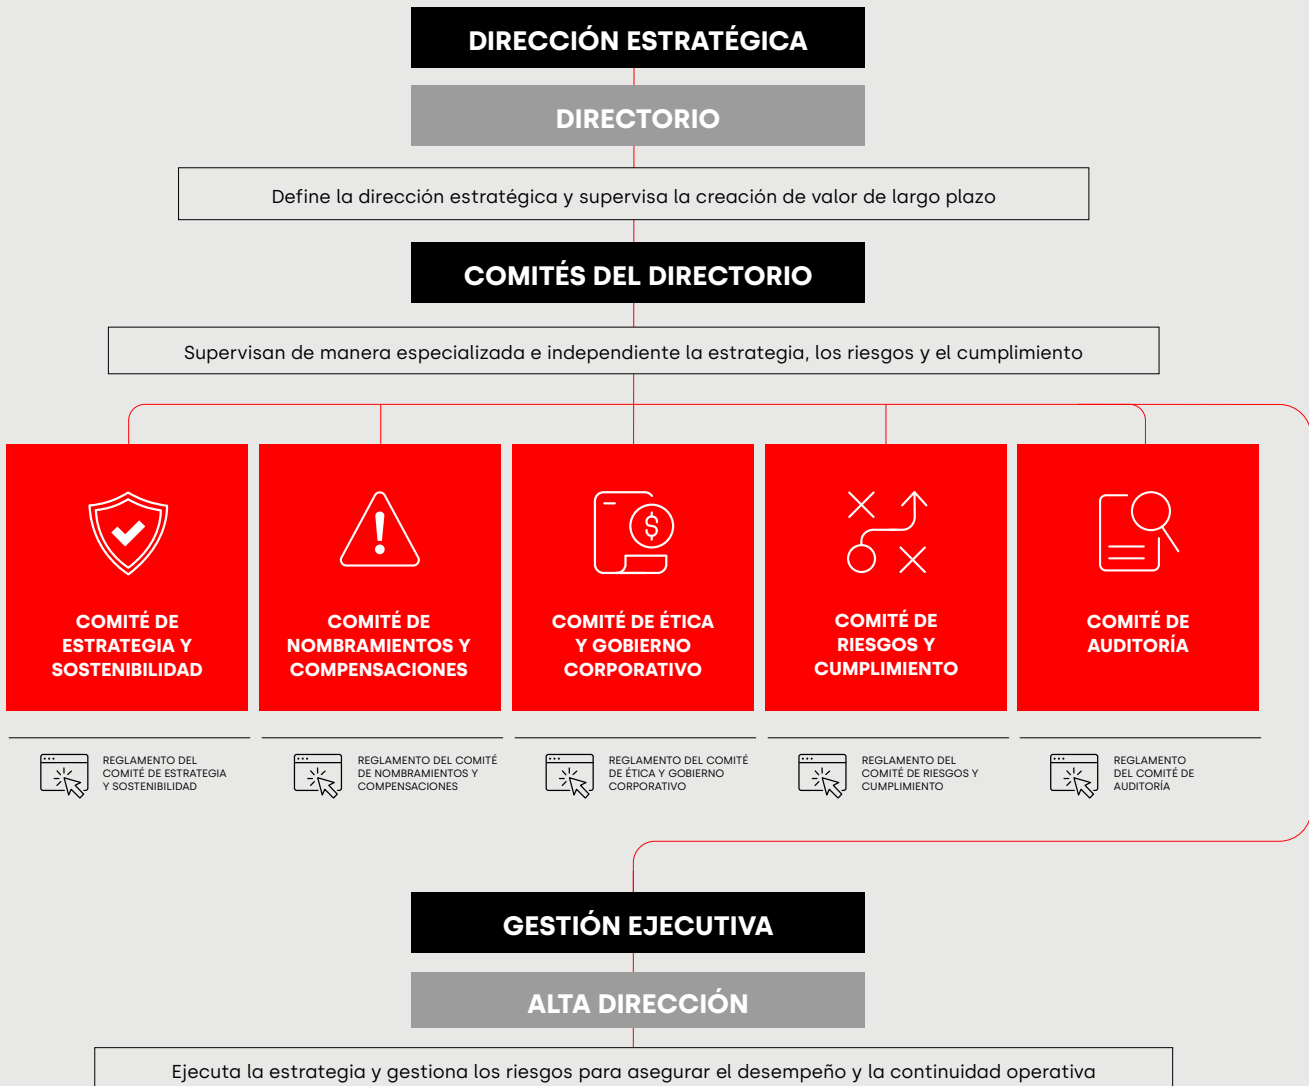 DIRECCIÓN ESTRATÉGICA
DIRECTORIO
Define la dirección estratégica y supervisa la creación de valor de largo plazo
COMITÉS DEL DIRECTORIO
Supervisan de manera especializada e independiente la estrategia, los riesgos y el cumplimiento
COMITÉ DE
ESTRATEGIA Y
SOSTENIBILIDAD
COMITÉ DE
NOMBRAMIENTOS Y
COMPENSACIONES
COMITÉ DE ÉTICA
Y GOBIERNO
CORPORATIVO
COMITÉ DE
RIESGOS Y
CUMPLIMIENTO
COMITÉ DE
AUDITORÍA
REGLAMENTO DEL
COMITÉ DE ESTRATEGIA
Y SOSTENIBILIDAD
REGLAMENTO DEL COMITÉ
DE NOMBRAMIENTOS Y
COMPENSACIONES
REGLAMENTO DEL COMITÉ
DE ÉTICA Y GOBIERNO
CORPORATIVO
REGLAMENTO DEL
COMITÉ DE RIESGOS Y
CUMPLIMIENTO
REGLAMENTO
DEL COMITÉ DE
AUDITORÍA
GESTIÓN EJECUTIVA
ALTA DIRECCIÓN
Ejecuta la estrategia y gestiona los riesgos para asegurar el desempeño y la continuidad operativa